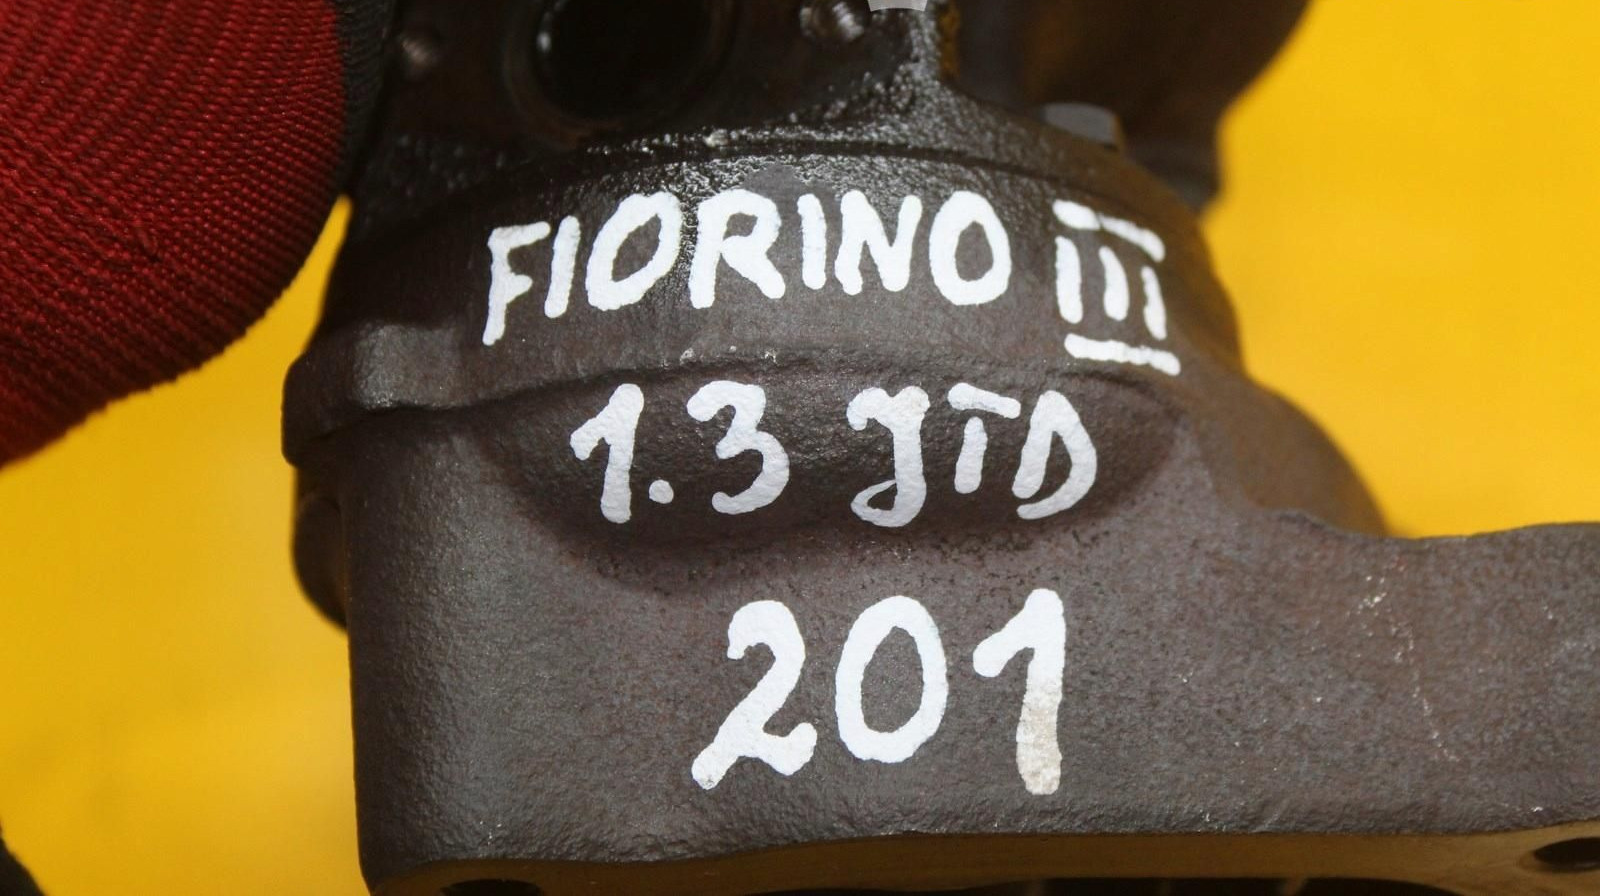 FIORINO III
1.3 JTD
201